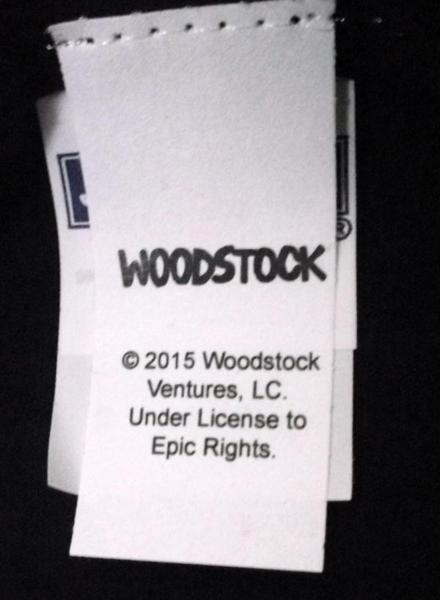 WOODSTOCK
© 2015 Woodstock
Ventures, LC.
Under License to
Epic Rights.
®